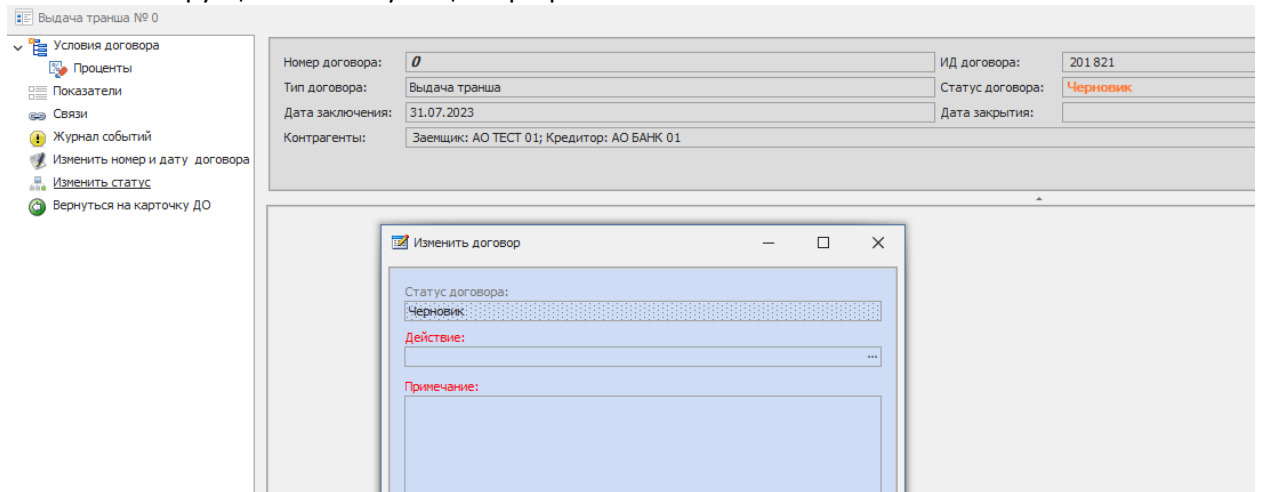 Выдача транша № 0
Условия договора
Проценты
Показатели
Связи
Журнал событий
Изменить номер и дату договора
Изменить статус
Вернуться на карточку ДО
Номер договора: 0 ИД договора: 201 821
Тип договора: Выдача транша Статус договора: Черновик
Дата заключения: 31.07.2023 Дата закрытия:
Контрагенты: Заемщик: АО ТЕСТ 01; Кредитор: АО БАНК 01
Изменить договор
Статус договора:
Черновик
Действие:
...
Примечание: